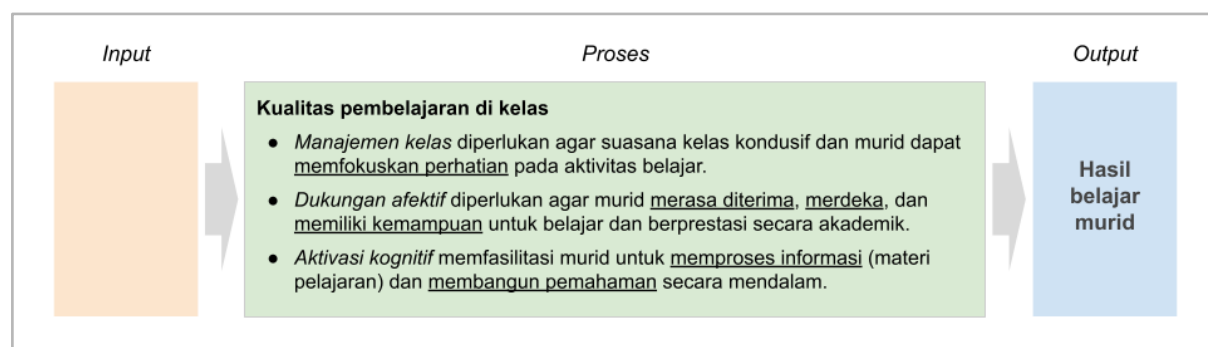 Input
Proses
Output
Kualitas pembelajaran di kelas
● Manajemen kelas diperlukan agar suasana kelas kondusif dan murid dapat
memfokuskan perhatian pada aktivitas belajar.
● Dukungan afektif diperlukan agar murid merasa diterima, merdeka, dan
memiliki kemampuan untuk belajar dan berprestasi secara akademik.
● Aktivasi kognitif memfasilitasi murid untuk memproses informasi (materi
pelajaran) dan membangun pemahaman secara mendalam.
Hasil
belajar
murid